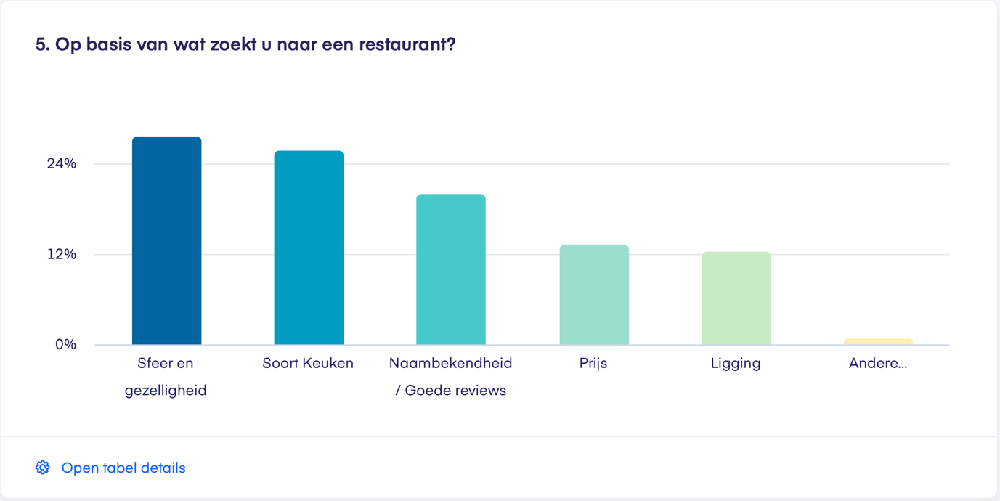 5. Op basis van wat zoekt u naar een restaurant?
24%
12%
0%
Sfeer en
gezelligheid
Soort Keuken
Naambekendheid
/ Goede reviews
Prijs
Ligging
Andere...
Open tabel details